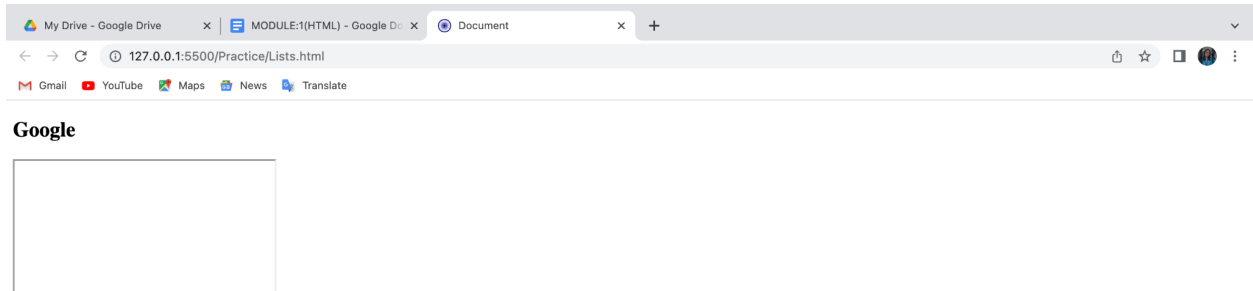 My Drive - Google Drive
MODULE:1(HTML) - Google Do
Document
127.0.0.1:5500/Practice/Lists.html
Gmail YouTube Maps News Translate
Google